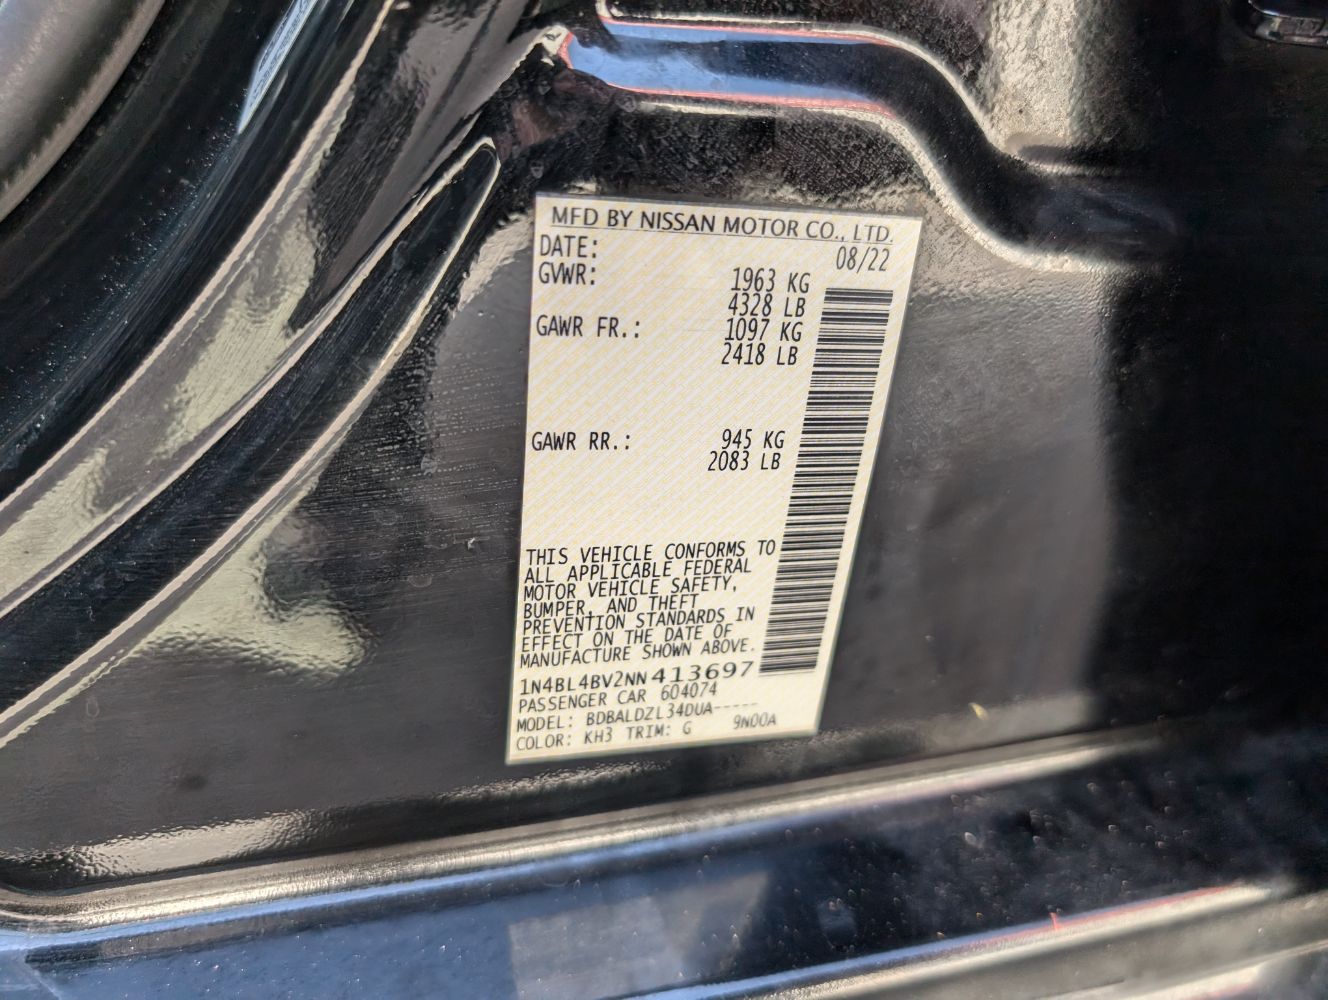 MFD BY NISSAN MOTOR CO., LTD.
DATE: 08/22
GVWR: 1963 KG
4328 LB
GAWR FR.: 1097 KG
2418 LB
GAWR RR.: 945 KG
2083 LB
THIS VEHICLE CONFORMS TO
ALL APPLICABLE FEDERAL
MOTOR VEHICLE SAFETY,
BUMPER, AND THEFT
PREVENTION STANDARDS IN
EFFECT ON THE DATE OF
MANUFACTURE SHOWN ABOVE.
1N4BL4BV2NN413697
PASSENGER CAR 604074
MODEL: BDBALDZL34DUA-----
COLOR: KH3 TRIM: G 9N00A